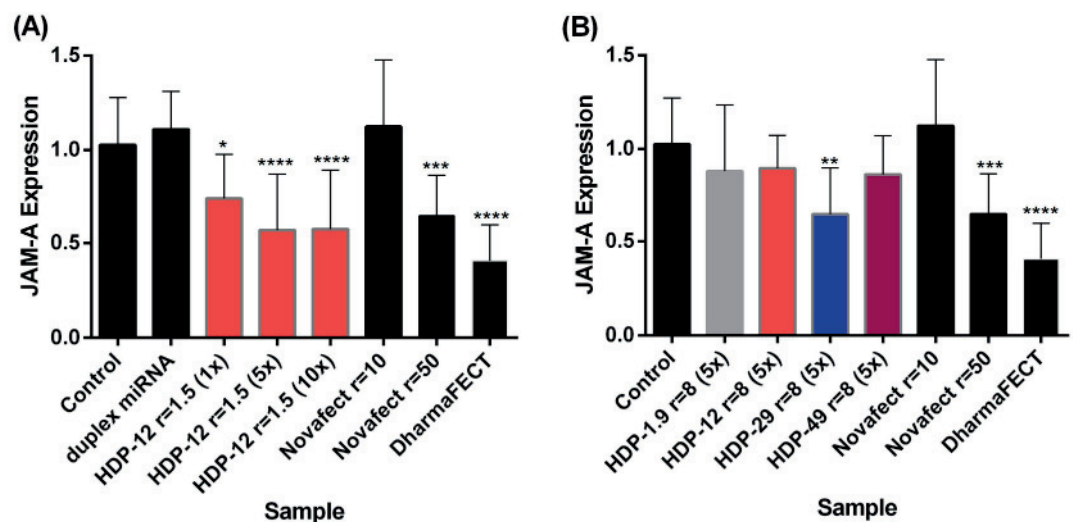 (A)
JAM-A Expression
1.5
1.0
0.5
0.0
*
****
****
***
****
Control
duplex miRNA
HDP-12 r=1.5 (1x)
HDP-12 r=1.5 (5x)
HDP-12 r=1.5 (10x)
Novafect r=10
Novafect r=50
DharmaFECT
Sample
(B)
JAM-A Expression
1.5
1.0
0.5
0.0
**
***
****
Control
HDP-1.9 r=8 (5x)
HDP-12 r=8 (5x)
HDP-29 r=8 (5x)
HDP-49 r=8 (5x)
Novafect r=10
Novafect r=50
DharmaFECT
Sample